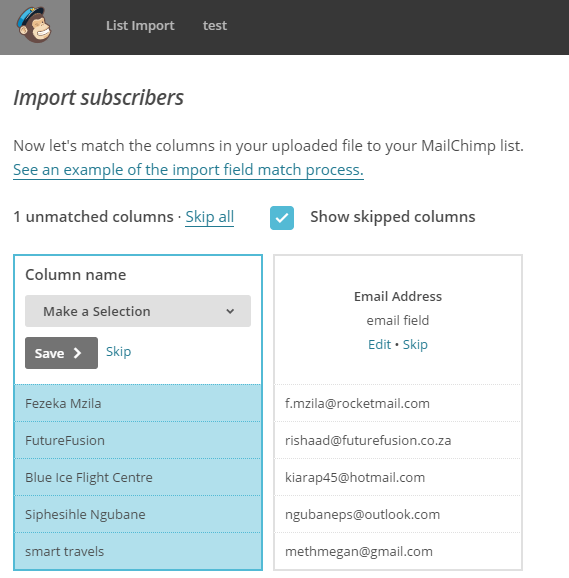 List Import test
Import subscribers
Now let's match the columns in your uploaded file to your MailChimp list.
See an example of the import field match process.
1 unmatched columns · Skip all Show skipped columns
Column name
Make a Selection
Save Skip
Fezeka Mzila
FutureFusion
Blue Ice Flight Centre
Siphesihle Ngubane
smart travels
Email Address
email field
Edit • Skip
f.mzila@rocketmail.com
rishaad@futurefusion.co.za
kiarap45@hotmail.com
ngubaneps@outlook.com
methmegan@gmail.com